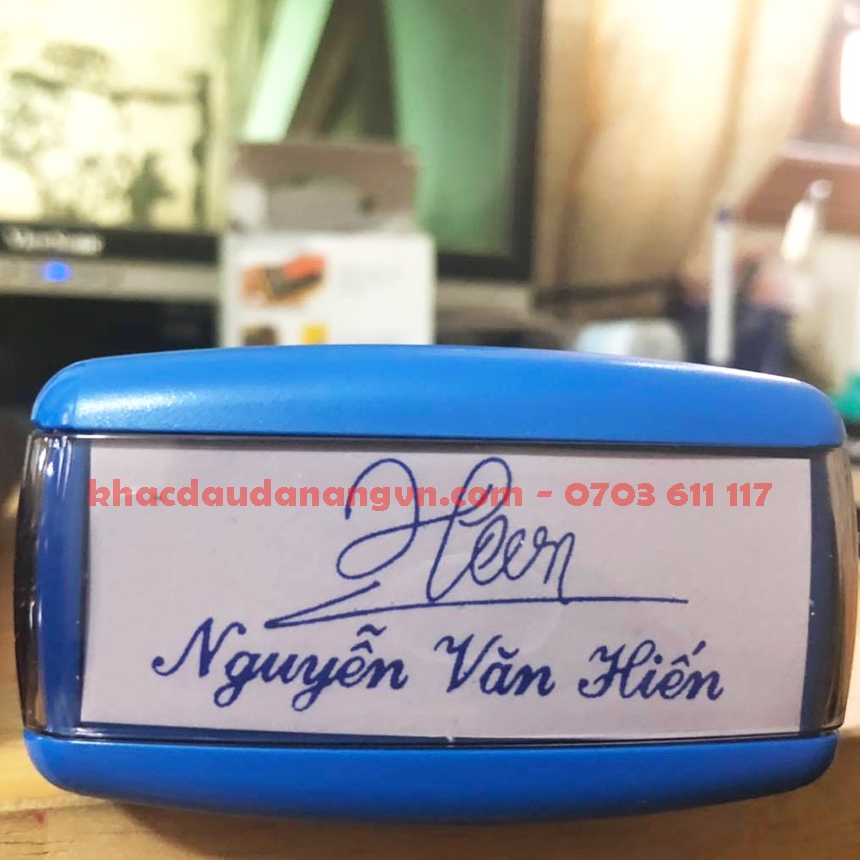 khacdaudanangvn.com - 0703 611 117
Nguyễn Văn Hiến